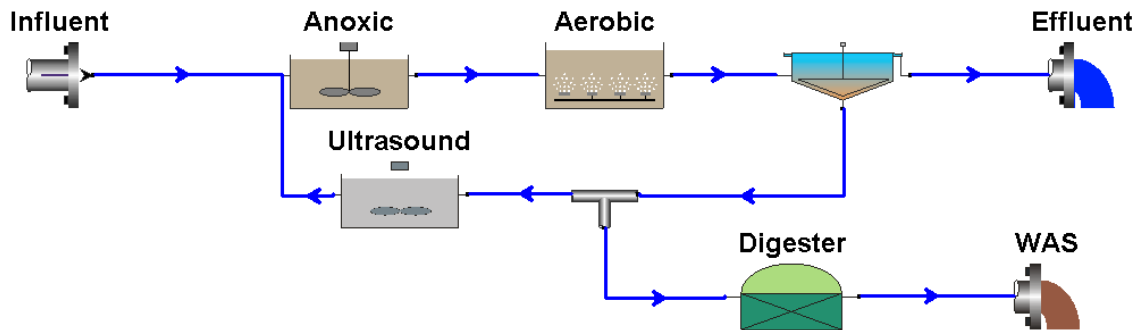 Influent
Anoxic
Aerobic
Effluent
Ultrasound
Digester
WAS